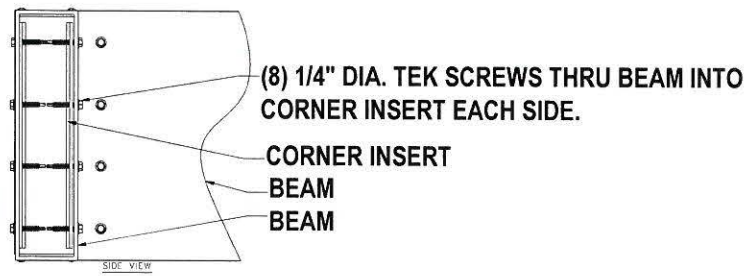 (8) 1/4" DIA. TEK SCREWS THRU BEAM INTO
CORNER INSERT EACH SIDE.
CORNER INSERT
BEAM
BEAM
SIDE VIEW